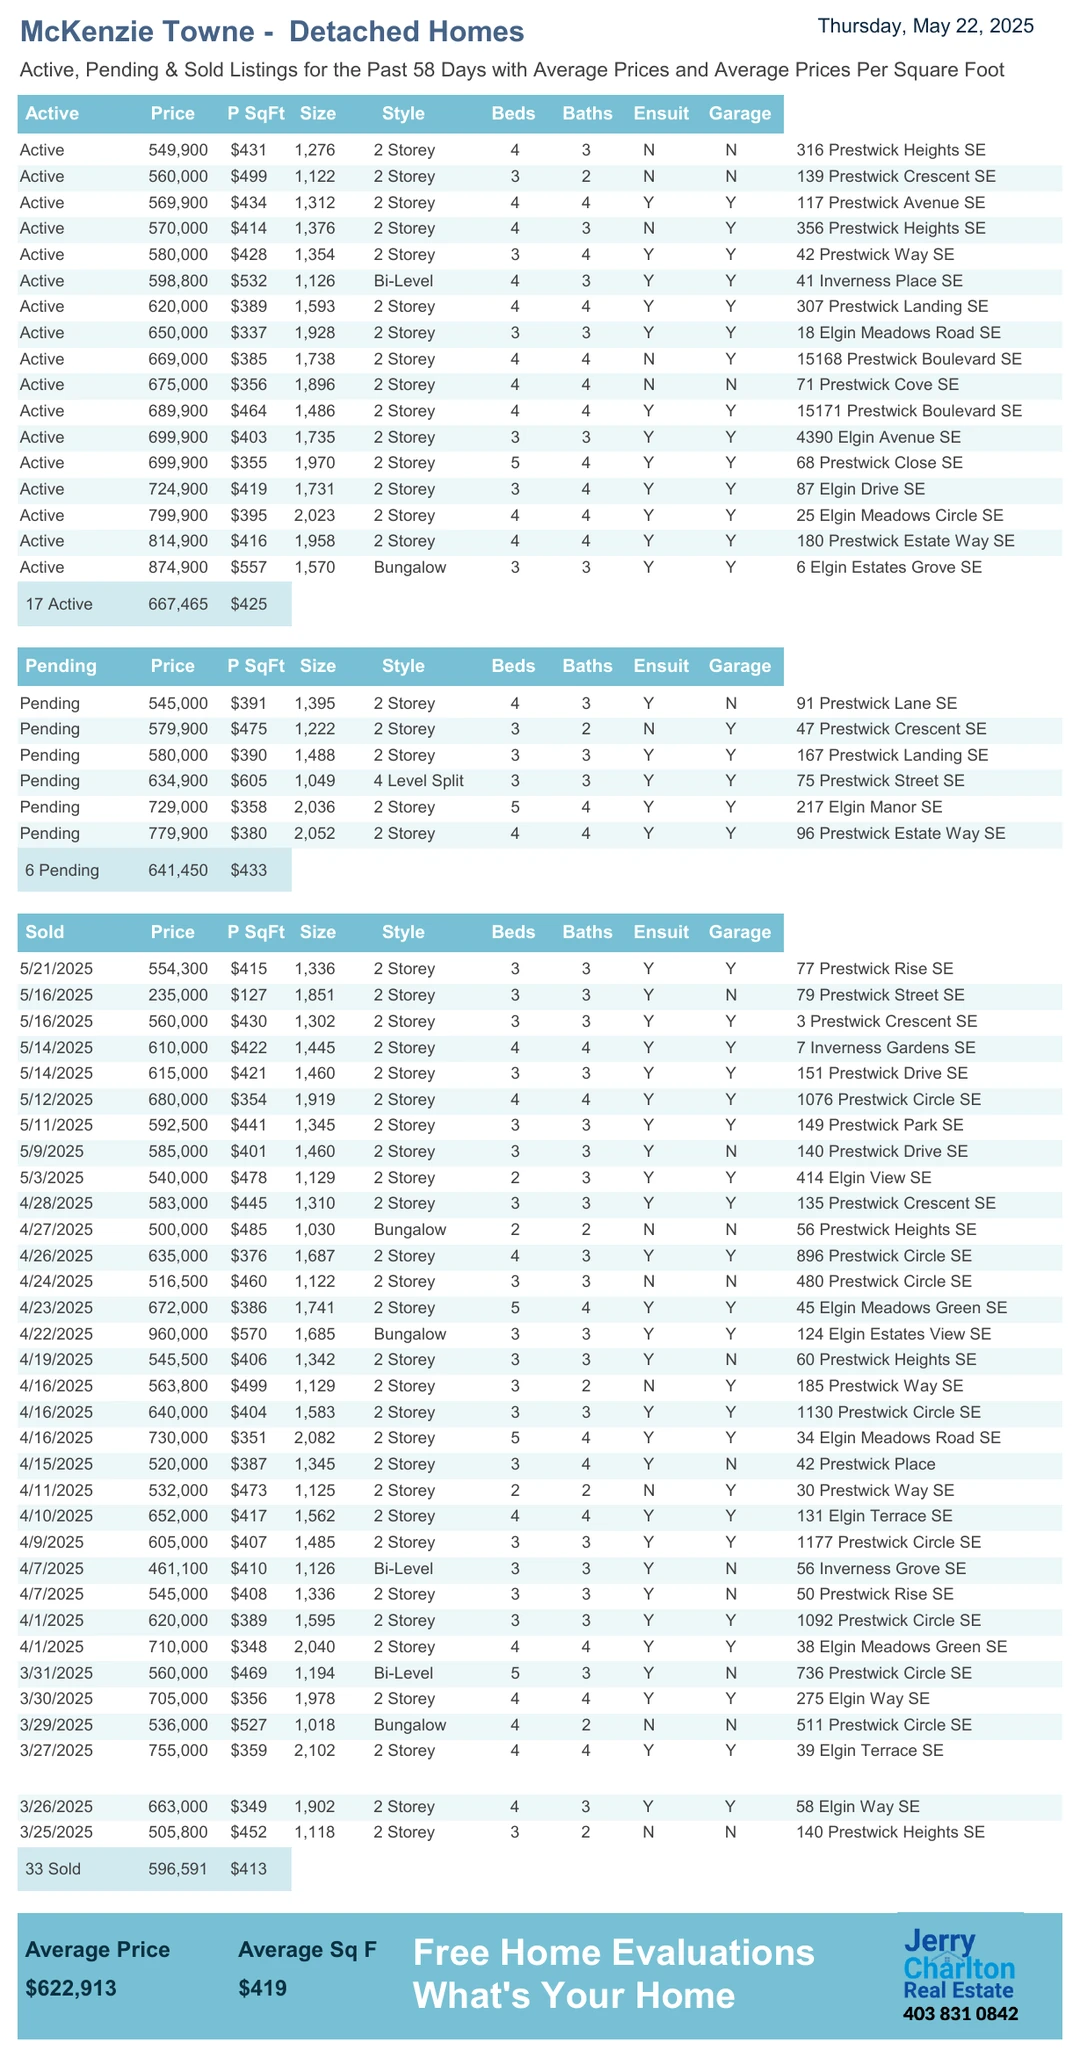 McKenzie Towne -  Detached Homes
Thursday, May 22, 2025
Active, Pending & Sold Listings for the Past 58 Days with Average Prices and Average Prices Per Square Foot
Active Price P SqFt Size Style Beds Baths Ensuit Garage
Active 549,900 $431 1,276 2 Storey 4 3 N N 316 Prestwick Heights SE
Active 560,000 $499 1,122 2 Storey 3 2 N N 139 Prestwick Crescent SE
Active 569,900 $434 1,312 2 Storey 4 4 Y Y 117 Prestwick Avenue SE
Active 570,000 $414 1,376 2 Storey 4 3 N Y 356 Prestwick Heights SE
Active 580,000 $428 1,354 2 Storey 3 4 Y Y 42 Prestwick Way SE
Active 598,800 $532 1,126 Bi-Level 4 3 Y Y 41 Inverness Place SE
Active 620,000 $389 1,593 2 Storey 4 4 Y Y 307 Prestwick Landing SE
Active 650,000 $337 1,928 2 Storey 3 3 Y Y 18 Elgin Meadows Road SE
Active 669,000 $385 1,738 2 Storey 4 4 N Y 15168 Prestwick Boulevard SE
Active 675,000 $356 1,896 2 Storey 4 4 N N 71 Prestwick Cove SE
Active 689,900 $464 1,486 2 Storey 4 4 Y Y 15171 Prestwick Boulevard SE
Active 699,900 $403 1,735 2 Storey 3 3 Y Y 4390 Elgin Avenue SE
Active 699,900 $355 1,970 2 Storey 5 4 Y Y 68 Prestwick Close SE
Active 724,900 $419 1,731 2 Storey 3 4 Y Y 87 Elgin Drive SE
Active 799,900 $395 2,023 2 Storey 4 4 Y Y 25 Elgin Meadows Circle SE
Active 814,900 $416 1,958 2 Storey 4 4 Y Y 180 Prestwick Estate Way SE
Active 874,900 $557 1,570 Bungalow 3 3 Y Y 6 Elgin Estates Grove SE
17 Active 667,465 $425
Pending Price P SqFt Size Style Beds Baths Ensuit Garage
Pending 545,000 $391 1,395 2 Storey 4 3 Y N 91 Prestwick Lane SE
Pending 579,900 $475 1,222 2 Storey 3 2 N Y 47 Prestwick Crescent SE
Pending 580,000 $390 1,488 2 Storey 3 3 Y Y 167 Prestwick Landing SE
Pending 634,900 $605 1,049 4 Level Split 3 3 Y Y 75 Prestwick Street SE
Pending 729,000 $358 2,036 2 Storey 5 4 Y Y 217 Elgin Manor SE
Pending 779,900 $380 2,052 2 Storey 4 4 Y Y 96 Prestwick Estate Way SE
6 Pending 641,450 $433
Sold Price P SqFt Size Style Beds Baths Ensuit Garage
5/21/2025 554,300 $415 1,336 2 Storey 3 3 Y Y 77 Prestwick Rise SE
5/16/2025 235,000 $127 1,851 2 Storey 3 3 Y N 79 Prestwick Street SE
5/16/2025 560,000 $430 1,302 2 Storey 3 3 Y Y 3 Prestwick Crescent SE
5/14/2025 610,000 $422 1,445 2 Storey 4 4 Y Y 7 Inverness Gardens SE
5/14/2025 615,000 $421 1,460 2 Storey 3 3 Y Y 151 Prestwick Drive SE
5/12/2025 680,000 $354 1,919 2 Storey 4 4 Y Y 1076 Prestwick Circle SE
5/11/2025 592,500 $441 1,345 2 Storey 3 3 Y Y 149 Prestwick Park SE
5/9/2025 585,000 $401 1,460 2 Storey 3 3 Y N 140 Prestwick Drive SE
5/3/2025 540,000 $478 1,129 2 Storey 2 3 Y Y 414 Elgin View SE
4/28/2025 583,000 $445 1,310 2 Storey 3 3 Y Y 135 Prestwick Crescent SE
4/27/2025 500,000 $485 1,030 Bungalow 2 2 N N 56 Prestwick Heights SE
4/26/2025 635,000 $376 1,687 2 Storey 4 3 Y Y 896 Prestwick Circle SE
4/24/2025 516,500 $460 1,122 2 Storey 3 3 N N 480 Prestwick Circle SE
4/23/2025 672,000 $386 1,741 2 Storey 5 4 Y Y 45 Elgin Meadows Green SE
4/22/2025 960,000 $570 1,685 Bungalow 3 3 Y Y 124 Elgin Estates View SE
4/19/2025 545,500 $406 1,342 2 Storey 3 3 Y N 60 Prestwick Heights SE
4/16/2025 563,800 $499 1,129 2 Storey 3 2 N Y 185 Prestwick Way SE
4/16/2025 640,000 $404 1,583 2 Storey 3 3 Y Y 1130 Prestwick Circle SE
4/16/2025 730,000 $351 2,082 2 Storey 5 4 Y Y 34 Elgin Meadows Road SE
4/15/2025 520,000 $387 1,345 2 Storey 3 4 Y N 42 Prestwick Place
4/11/2025 532,000 $473 1,125 2 Storey 2 2 N Y 30 Prestwick Way SE
4/10/2025 652,000 $417 1,562 2 Storey 4 4 Y Y 131 Elgin Terrace SE
4/9/2025 605,000 $407 1,485 2 Storey 3 3 Y Y 1177 Prestwick Circle SE
4/7/2025 461,100 $410 1,126 Bi-Level 3 3 Y N 56 Inverness Grove SE
4/7/2025 545,000 $408 1,336 2 Storey 3 3 Y N 50 Prestwick Rise SE
4/1/2025 620,000 $389 1,595 2 Storey 3 3 Y Y 1092 Prestwick Circle SE
4/1/2025 710,000 $348 2,040 2 Storey 4 4 Y Y 38 Elgin Meadows Green SE
3/31/2025 560,000 $469 1,194 Bi-Level 5 3 Y N 736 Prestwick Circle SE
3/30/2025 705,000 $356 1,978 2 Storey 4 4 Y Y 275 Elgin Way SE
3/29/2025 536,000 $527 1,018 Bungalow 4 2 N N 511 Prestwick Circle SE
3/27/2025 755,000 $359 2,102 2 Storey 4 4 Y Y 39 Elgin Terrace SE
3/26/2025 663,000 $349 1,902 2 Storey 4 3 Y Y 58 Elgin Way SE
3/25/2025 505,800 $452 1,118 2 Storey 3 2 N N 140 Prestwick Heights SE
33 Sold 596,591 $413
Average Price Average Sq F
$622,913 $419
Free Home Evaluations
What's Your Home
Jerry
Charlton
Real Estate
403 831 0842